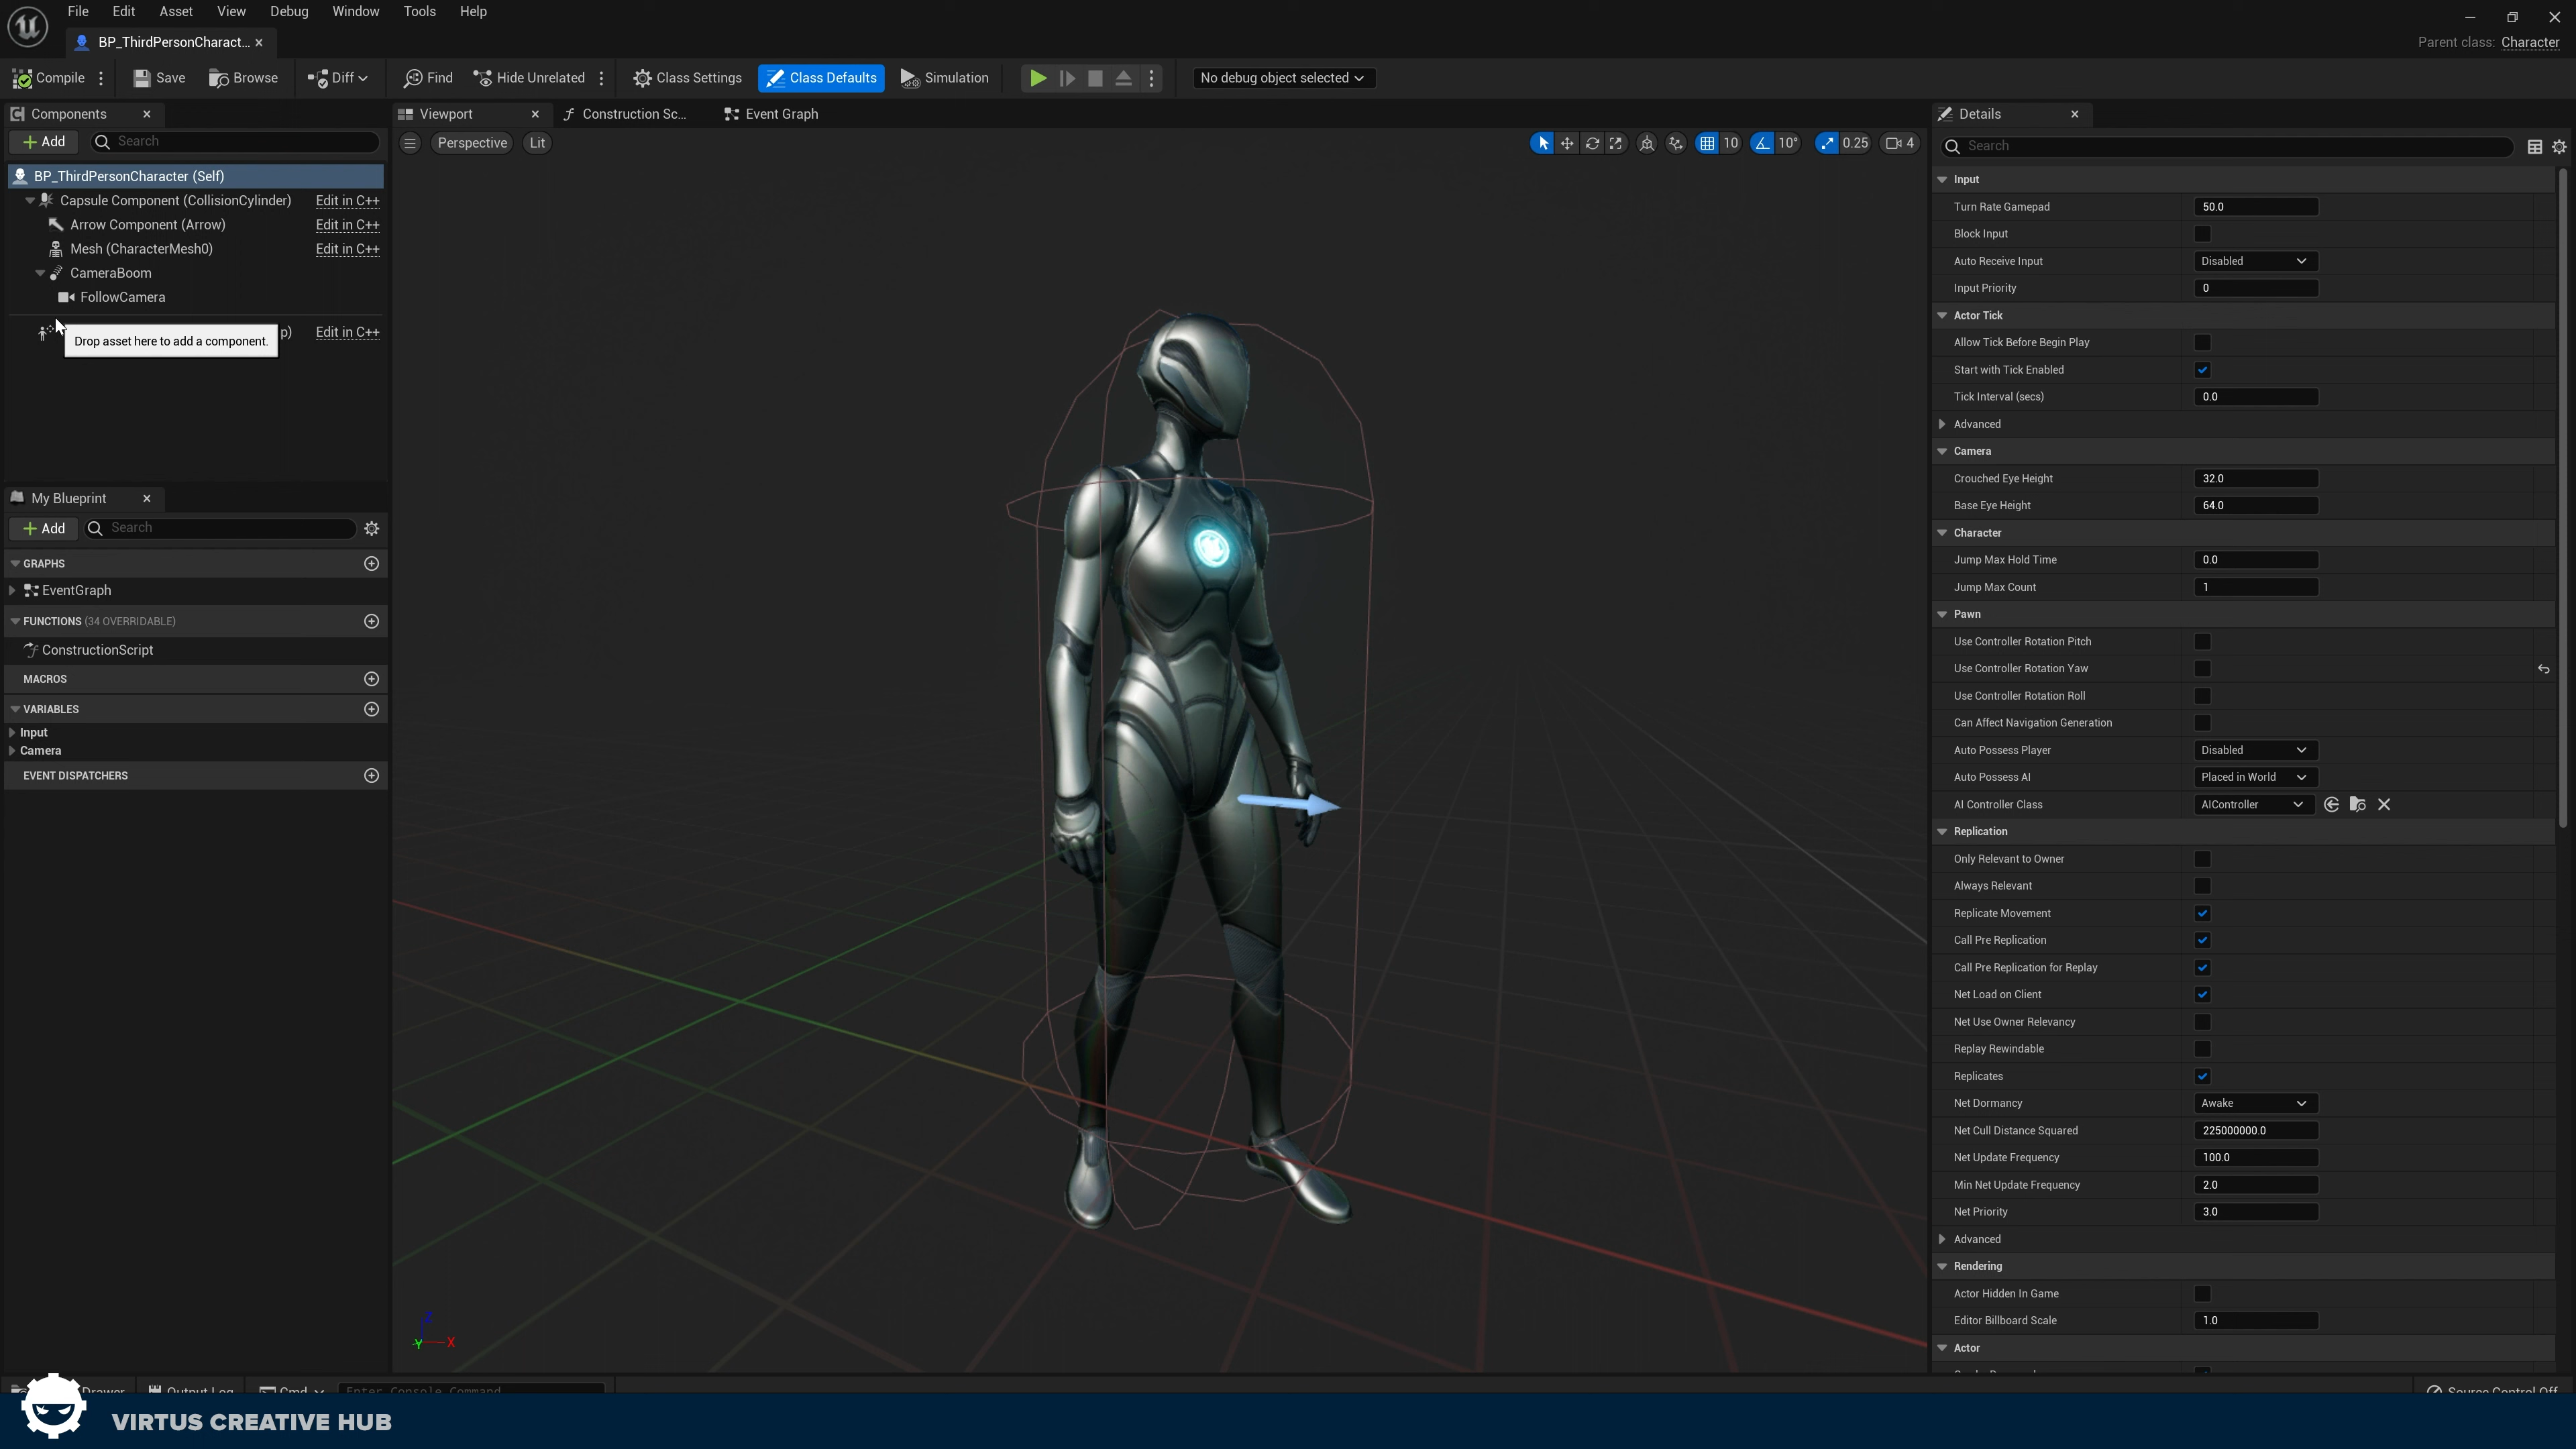 File Edit Asset View Debug Window Tools Help
BP_ThirdPersonCharact...
Parent class: Character
Compile Save Browse Diff Find Hide Unrelated Class Settings Class Defaults Simulation No debug object selected
Components
Add Search
BP_ThirdPersonCharacter (Self)
Capsule Component (CollisionCylinder) Edit in C++
Arrow Component (Arrow) Edit in C++
Mesh (CharacterMesh0) Edit in C++
CameraBoom
FollowCamera
p) Edit in C++
Drop asset here to add a component.
My Blueprint
Add Search
GRAPHS
EventGraph
FUNCTIONS (34 OVERRIDABLE)
ConstructionScript
MACROS
VARIABLES
Input
Camera
EVENT DISPATCHERS
Viewport Construction Sc... Event Graph
Perspective Lit 10 10° 0.25 4
Z
Y X
Details
Search
Input
Turn Rate Gamepad 50.0
Block Input
Auto Receive Input Disabled
Input Priority 0
Actor Tick
Allow Tick Before Begin Play
Start with Tick Enabled
Tick Interval (secs) 0.0
Advanced
Camera
Crouched Eye Height 32.0
Base Eye Height 64.0
Character
Jump Max Hold Time 0.0
Jump Max Count 1
Pawn
Use Controller Rotation Pitch
Use Controller Rotation Yaw
Use Controller Rotation Roll
Can Affect Navigation Generation
Auto Possess Player Disabled
Auto Possess AI Placed in World
AI Controller Class AIController
Replication
Only Relevant to Owner
Always Relevant
Replicate Movement
Call Pre Replication
Call Pre Replication for Replay
Net Load on Client
Net Use Owner Relevancy
Replay Rewindable
Replicates
Net Dormancy Awake
Net Cull Distance Squared 225000000.0
Net Update Frequency 100.0
Min Net Update Frequency 2.0
Net Priority 3.0
Advanced
Rendering
Actor Hidden In Game
Editor Billboard Scale 1.0
Actor
Drawer Output Log Cmd Enter Console Command Source Control Off
VIRTUS CREATIVE HUB